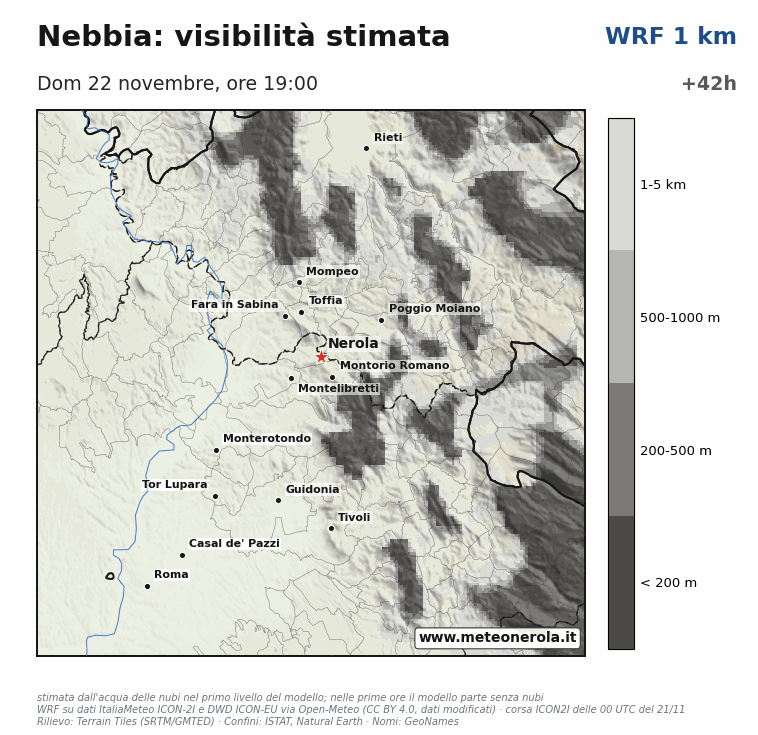 Nebbia: visibilità stimata
WRF 1 km
Dom 22 novembre, ore 19:00
+42h
Rieti
1-5 km
Mompeo
Toffia
Fara in Sabina
Poggio Moiano
500-1000 m
Nerola
Montorio Romano
Montelibretti
Monterotondo
200-500 m
Tor Lupara
Guidonia
Tivoli
Casal de' Pazzi
Roma
< 200 m
www.meteonerola.it
stimata dall'acqua delle nubi nel primo livello del modello; nelle prime ore il modello parte senza nubi
WRF su dati ItaliaMeteo ICON-2I e DWD ICON-EU via Open-Meteo (CC BY 4.0, dati modificati) · corsa ICON2I delle 00 UTC del 21/11
Rilievo: Terrain Tiles (SRTM/GMTED) · Confini: ISTAT, Natural Earth · Nomi: GeoNames